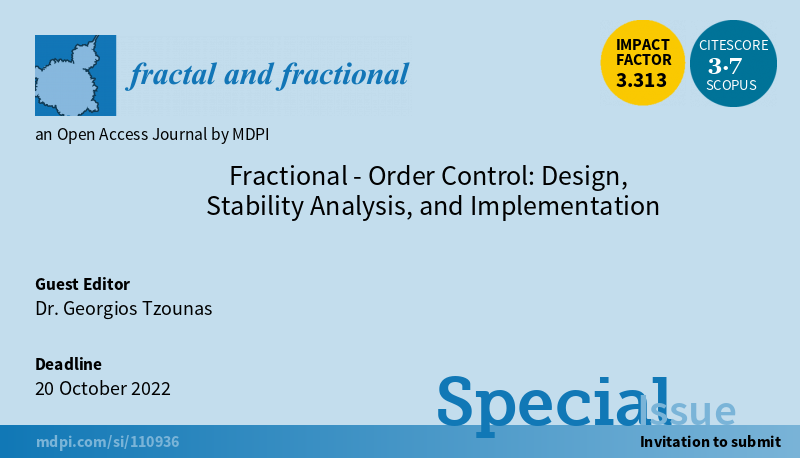 fractal and fractional
IMPACT
FACTOR
3.313
CITESCORE
3.7
SCOPUS
an Open Access Journal by MDPI
Fractional - Order Control: Design,
Stability Analysis, and Implementation
Guest Editor
Dr. Georgios Tzounas
Deadline
20 October 2022
Special Issue
mdpi.com/si/110936
Invitation to submit